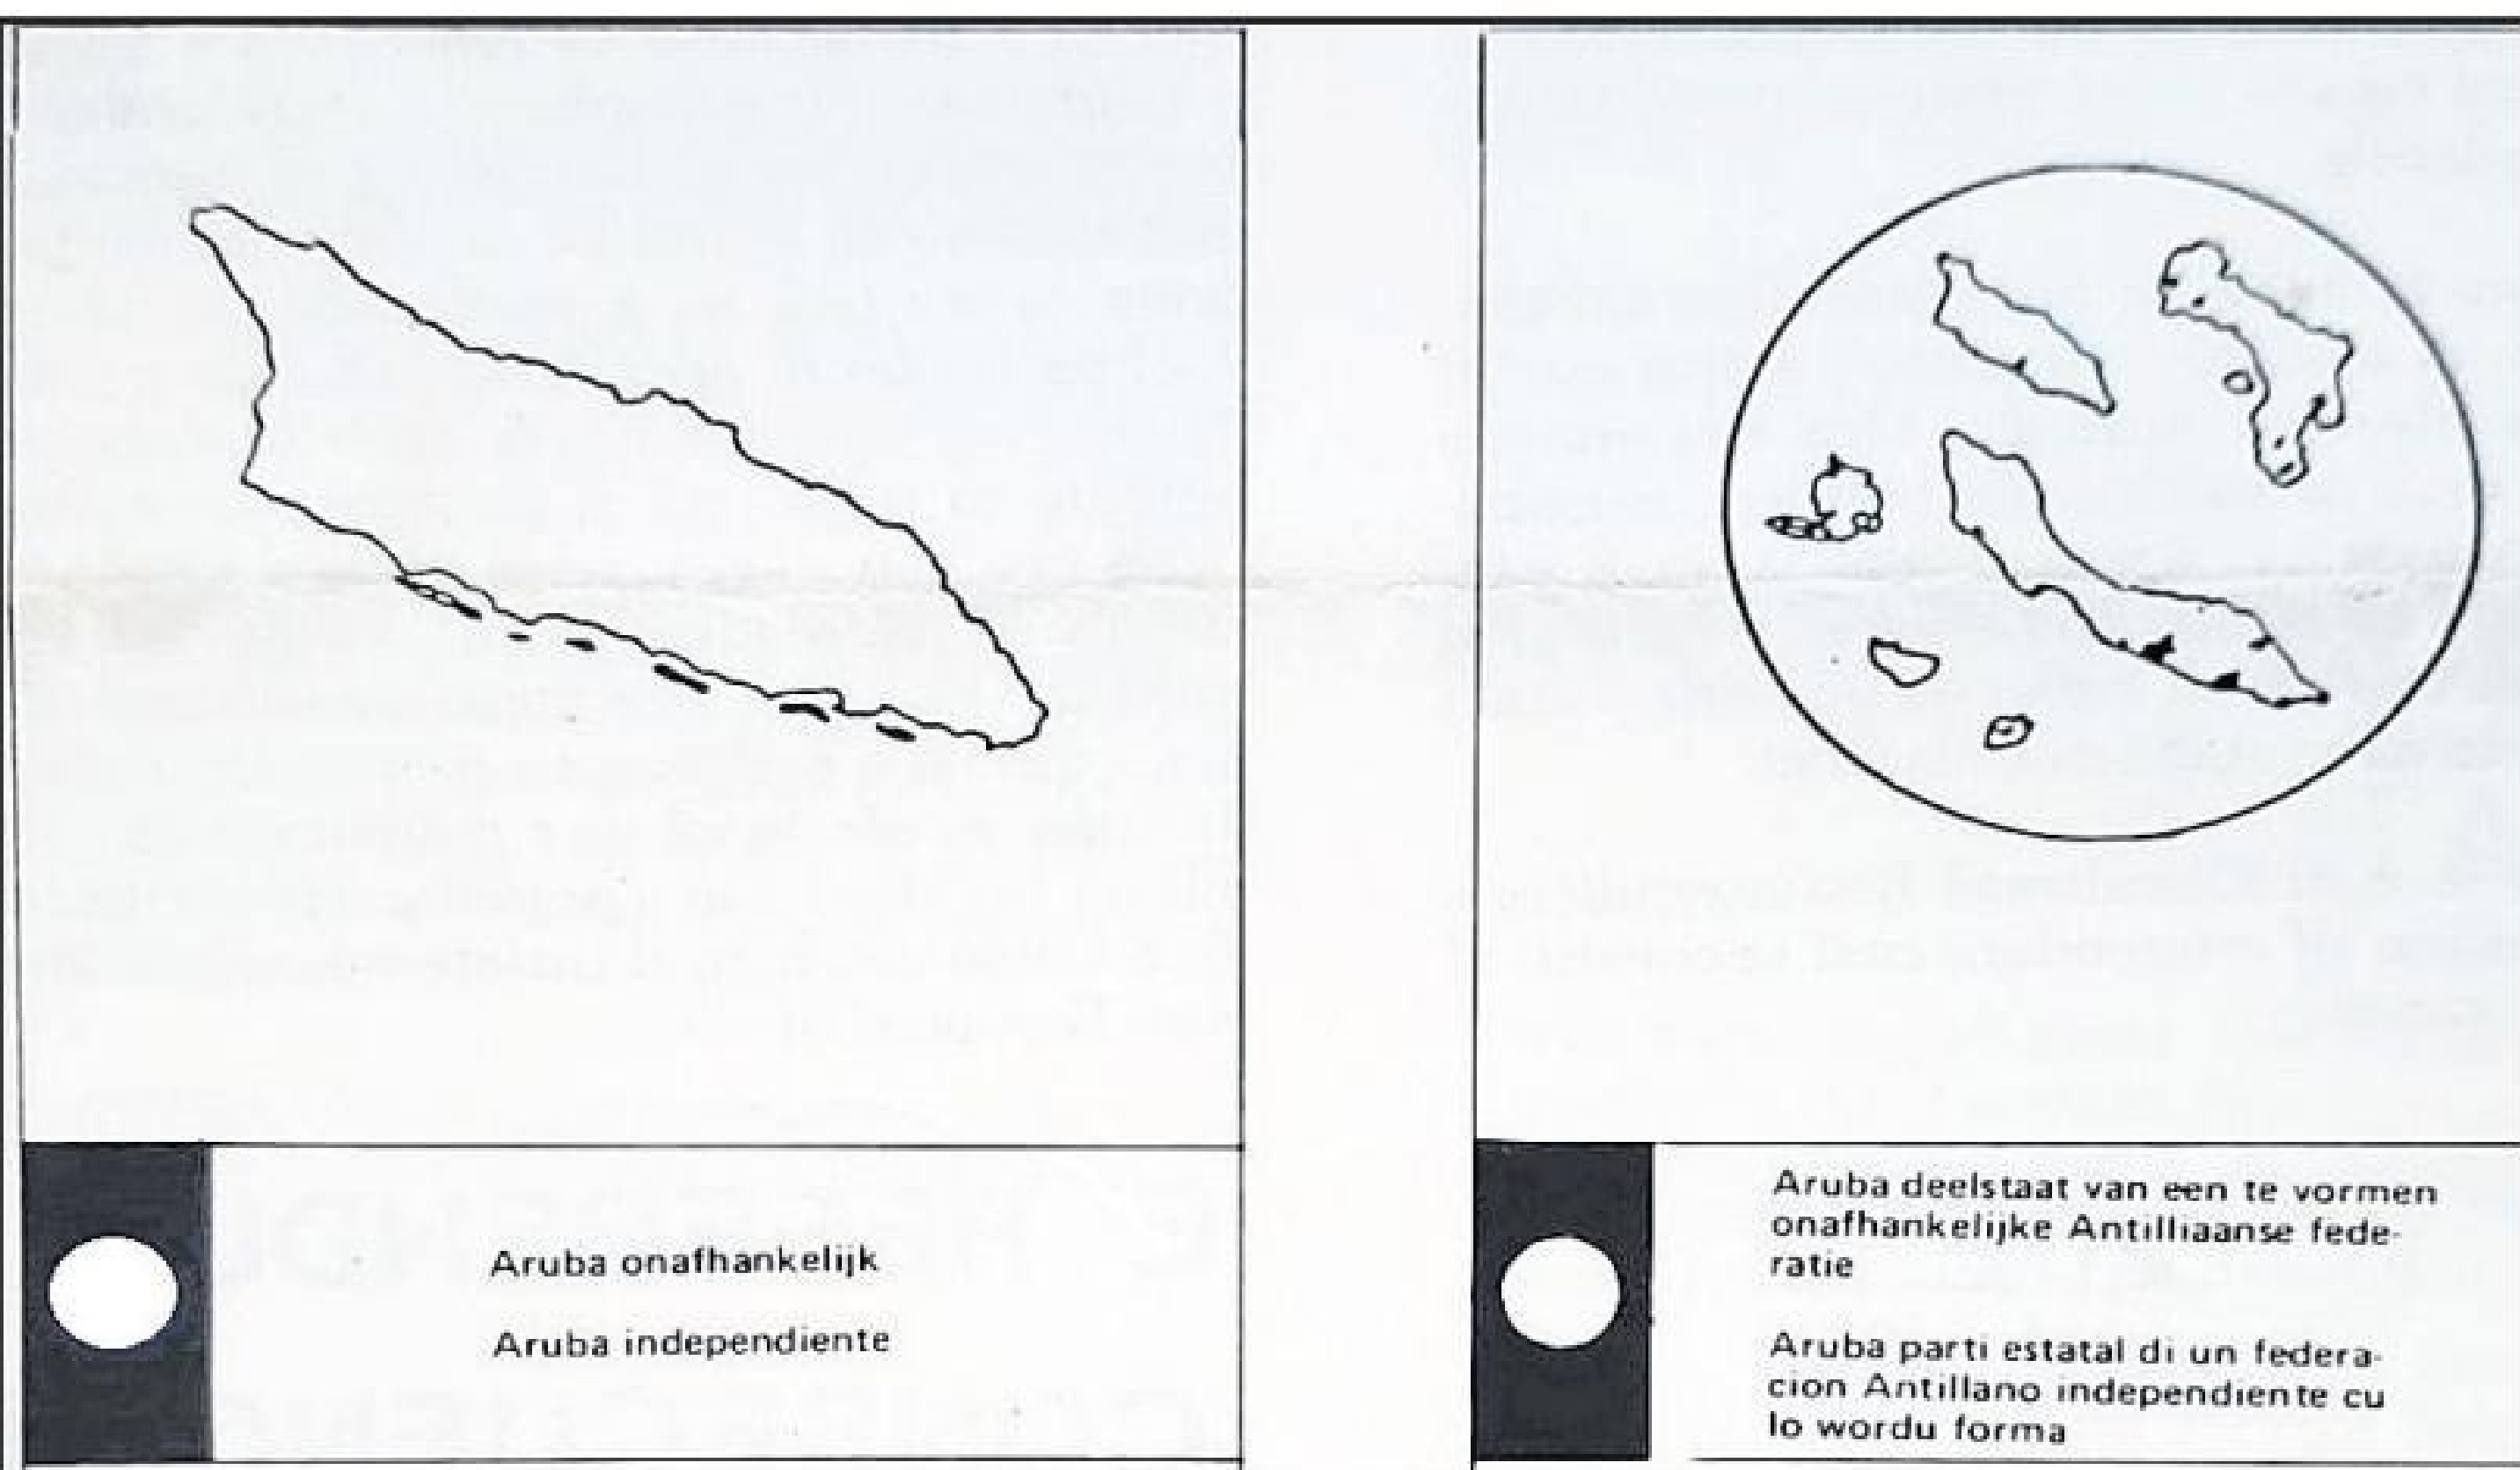 Aruba onafhankelijk
Aruba independiente
Aruba deelstaat van een te vormen
onafhankelijke Antilliaanse fede-
ratie
Aruba parti estatal di un federa-
cion Antillano independiente cu
lo wordu forma